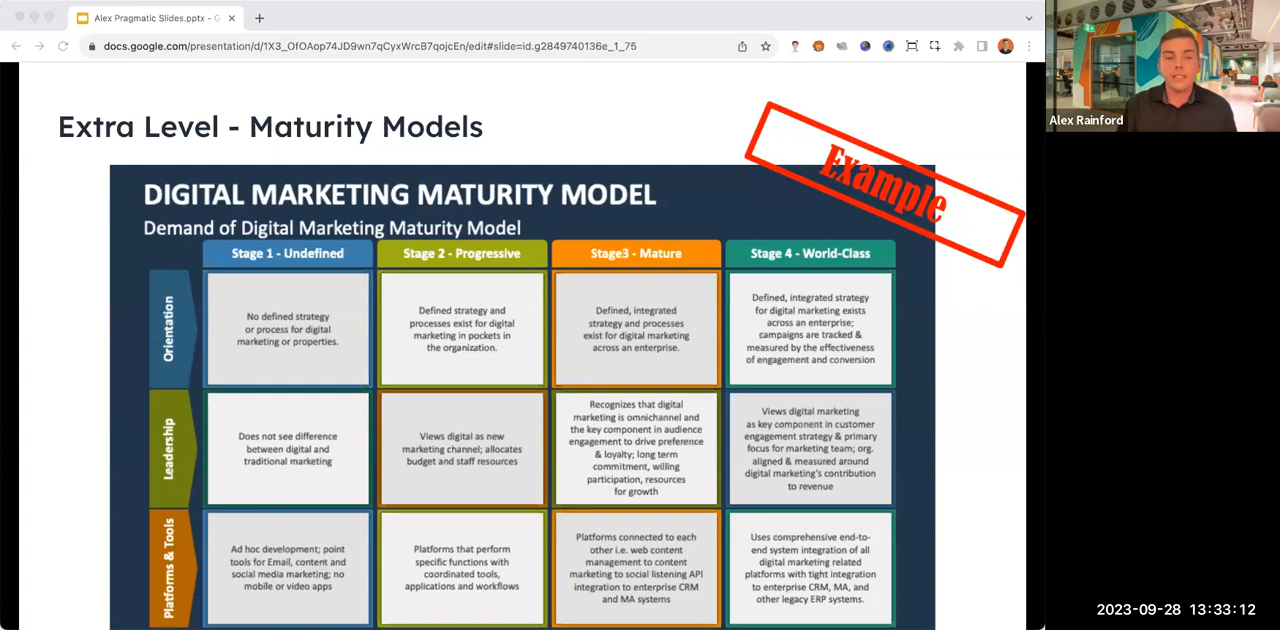 Alex Pragmatic Slides.pptx - G
docs.google.com/presentation/d/1X3_OfOAop74JD9wn7qCyxWrcB7qojcEn/edit#slide=id.g2849740136e_1_75
Alex Rainford
Extra Level - Maturity Models
Example
DIGITAL MARKETING MATURITY MODEL
Demand of Digital Marketing Maturity Model
Stage 1 - Undefined
Stage 2 - Progressive
Stage3 - Mature
Stage 4 - World-Class
Orientation
No defined strategy
or process for digital
marketing or properties.
Defined strategy and
processes exist for digital
marketing in pockets in
the organization.
Defined, integrated
strategy and processes
exist for digital marketing
across an enterprise.
Defined, integrated strategy
for digital marketing exists
across an enterprise;
campaigns are tracked &
measured by the effectiveness
of engagement and conversion
Leadership
Does not see difference
between digital and
traditional marketing
Views digital as new
marketing channel; allocates
budget and staff resources
Recognizes that digital
marketing is omnichannel and
the key component in audience
engagement to drive preference
& loyalty; long term
commitment, willing
participation, resources
for growth
Views digital marketing
as key component in customer
engagement strategy & primary
focus for marketing team; org.
aligned & measured around
digital marketing's contribution
to revenue
Platforms & Tools
Ad hoc development; point
tools for Email, content and
social media marketing; no
mobile or video apps
Platforms that perform
specific functions with
coordinated tools,
applications and workflows
Platforms connected to each
other i.e. web content
management to content
marketing to social listening API
integration to enterprise CRM
and MA systems
Uses comprehensive end-to-
end system integration of all
digital marketing related
platforms with tight integration
to enterprise CRM, MA, and
other legacy ERP systems.
2023-09-28 13:33:12